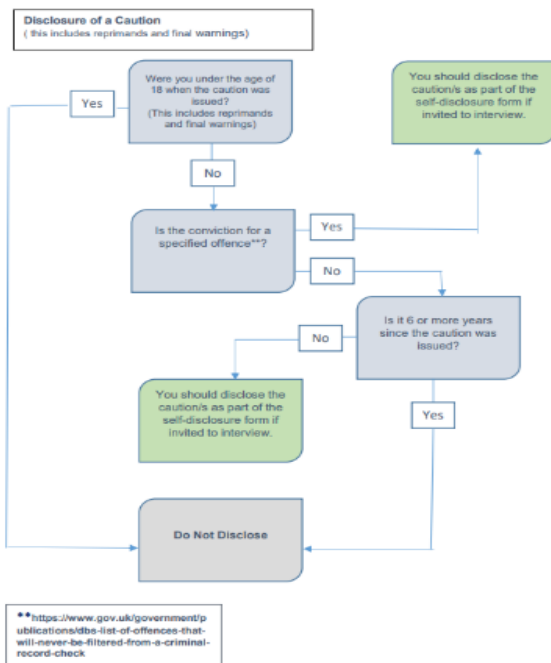 Disclosure of a Caution
( this includes reprimands and final warnings)
Were you under the age of
18 when the caution was
issued?
(This includes reprimands
and final warnings)
You should disclose the
caution/s as part of the
self-disclosure form if
invited to interview.
Yes
No
Is the conviction for a
specified offence**?
Yes
No
Is it 6 or more years
since the caution was
issued?
No
Yes
You should disclose the
caution/s as part of the
self-disclosure form if
invited to interview.
Do Not Disclose
**https://www.gov.uk/government/p
ublications/dbs-list-of-offences-that-
will-never-be-filtered-from-a-criminal-
record-check